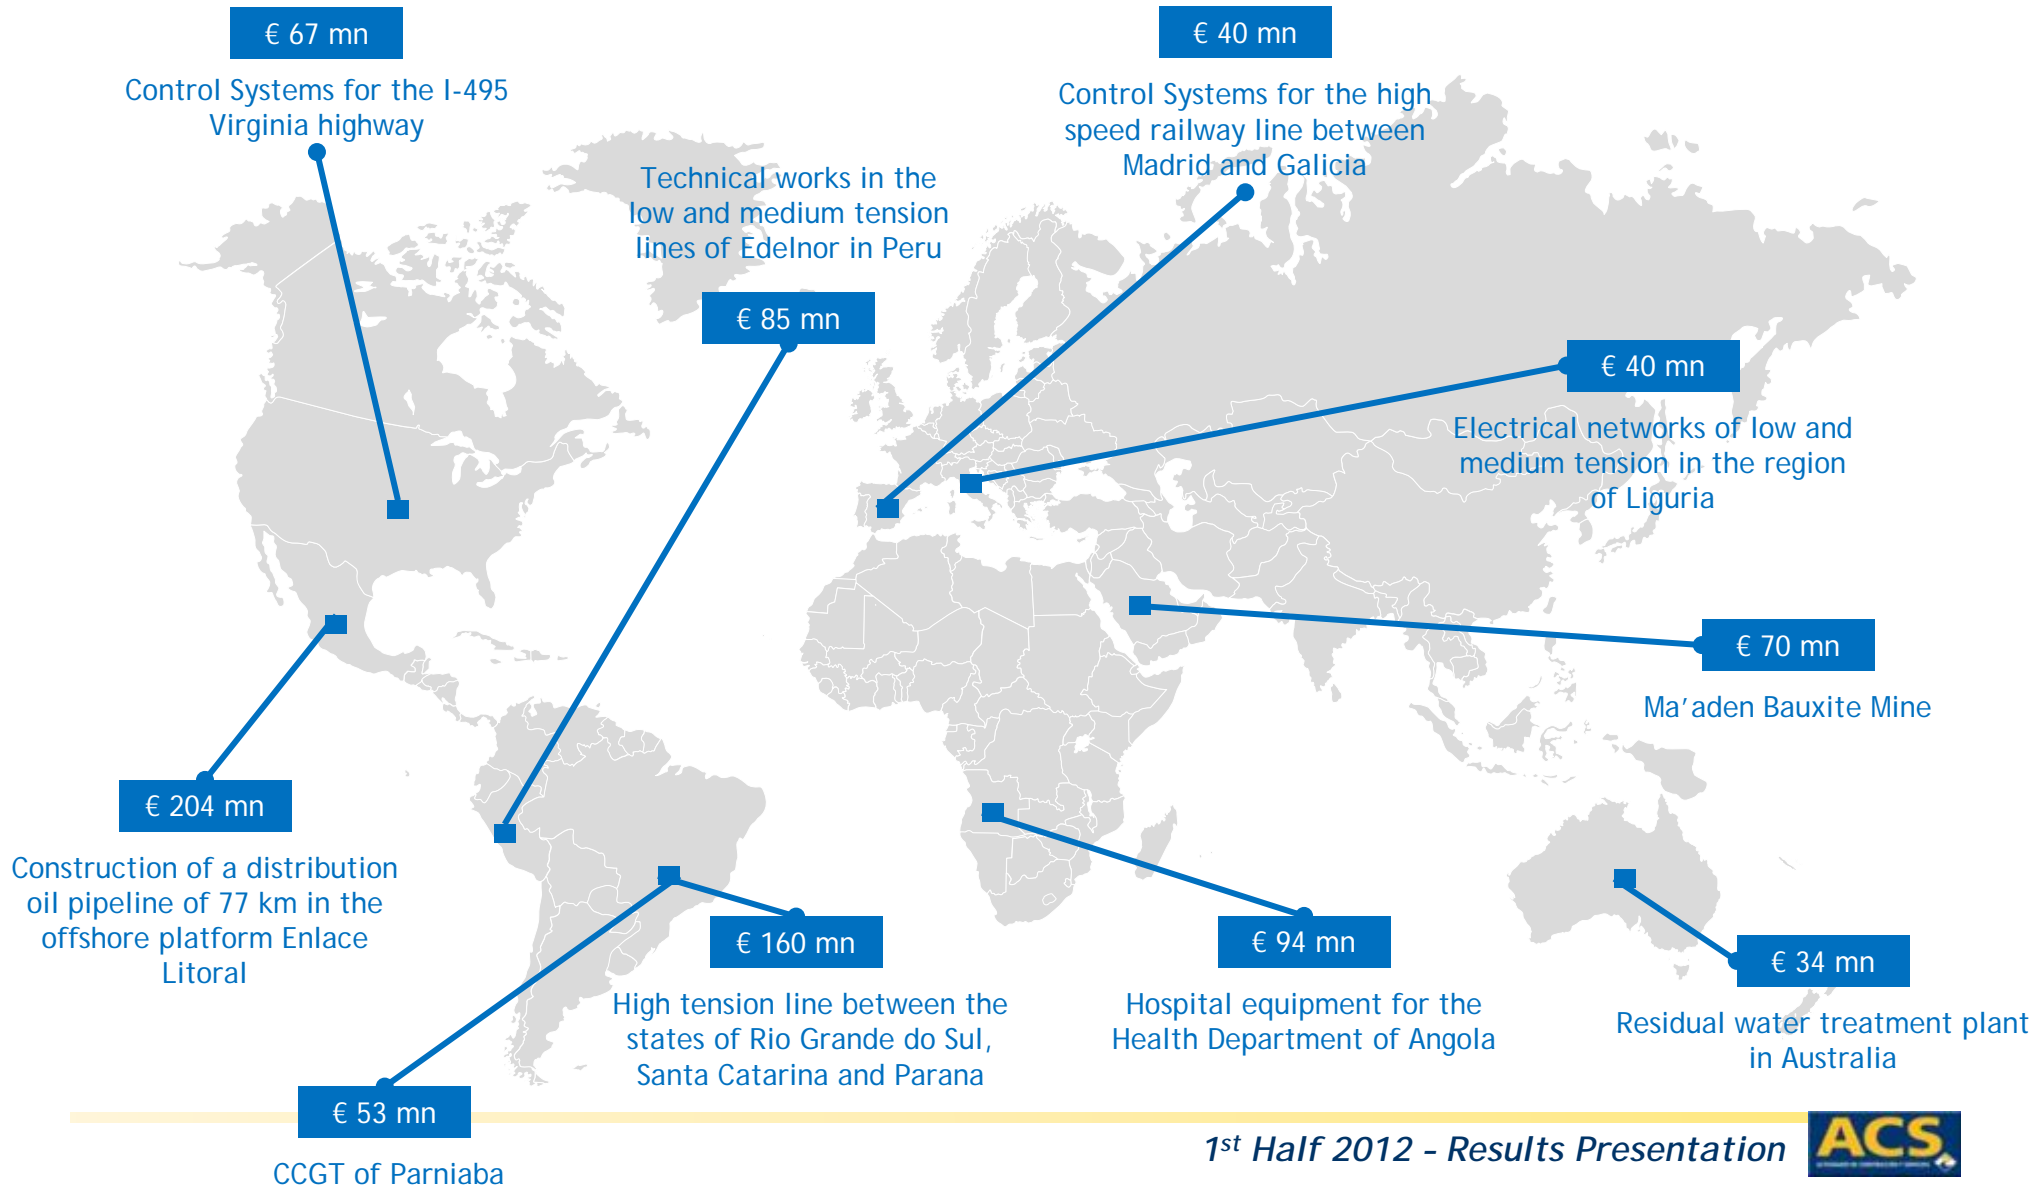 € 67 mn
Control Systems for the I-495
Virginia highway
€ 40 mn
Control Systems for the high
speed railway line between
Madrid and Galicia
Technical works in the
low and medium tension
lines of Edelnor in Peru
€ 85 mn
€ 40 mn
Electrical networks of low and
medium tension in the region
of Liguria
€ 70 mn
Ma’aden Bauxite Mine
€ 204 mn
Construction of a distribution
oil pipeline of 77 km in the
offshore platform Enlace
Litoral
€ 160 mn
High tension line between the
states of Rio Grande do Sul,
Santa Catarina and Parana
€ 94 mn
Hospital equipment for the
Health Department of Angola
€ 34 mn
Residual water treatment plant
in Australia
€ 53 mn
CCGT of Parniaba
1st Half 2012 - Results Presentation
ACS